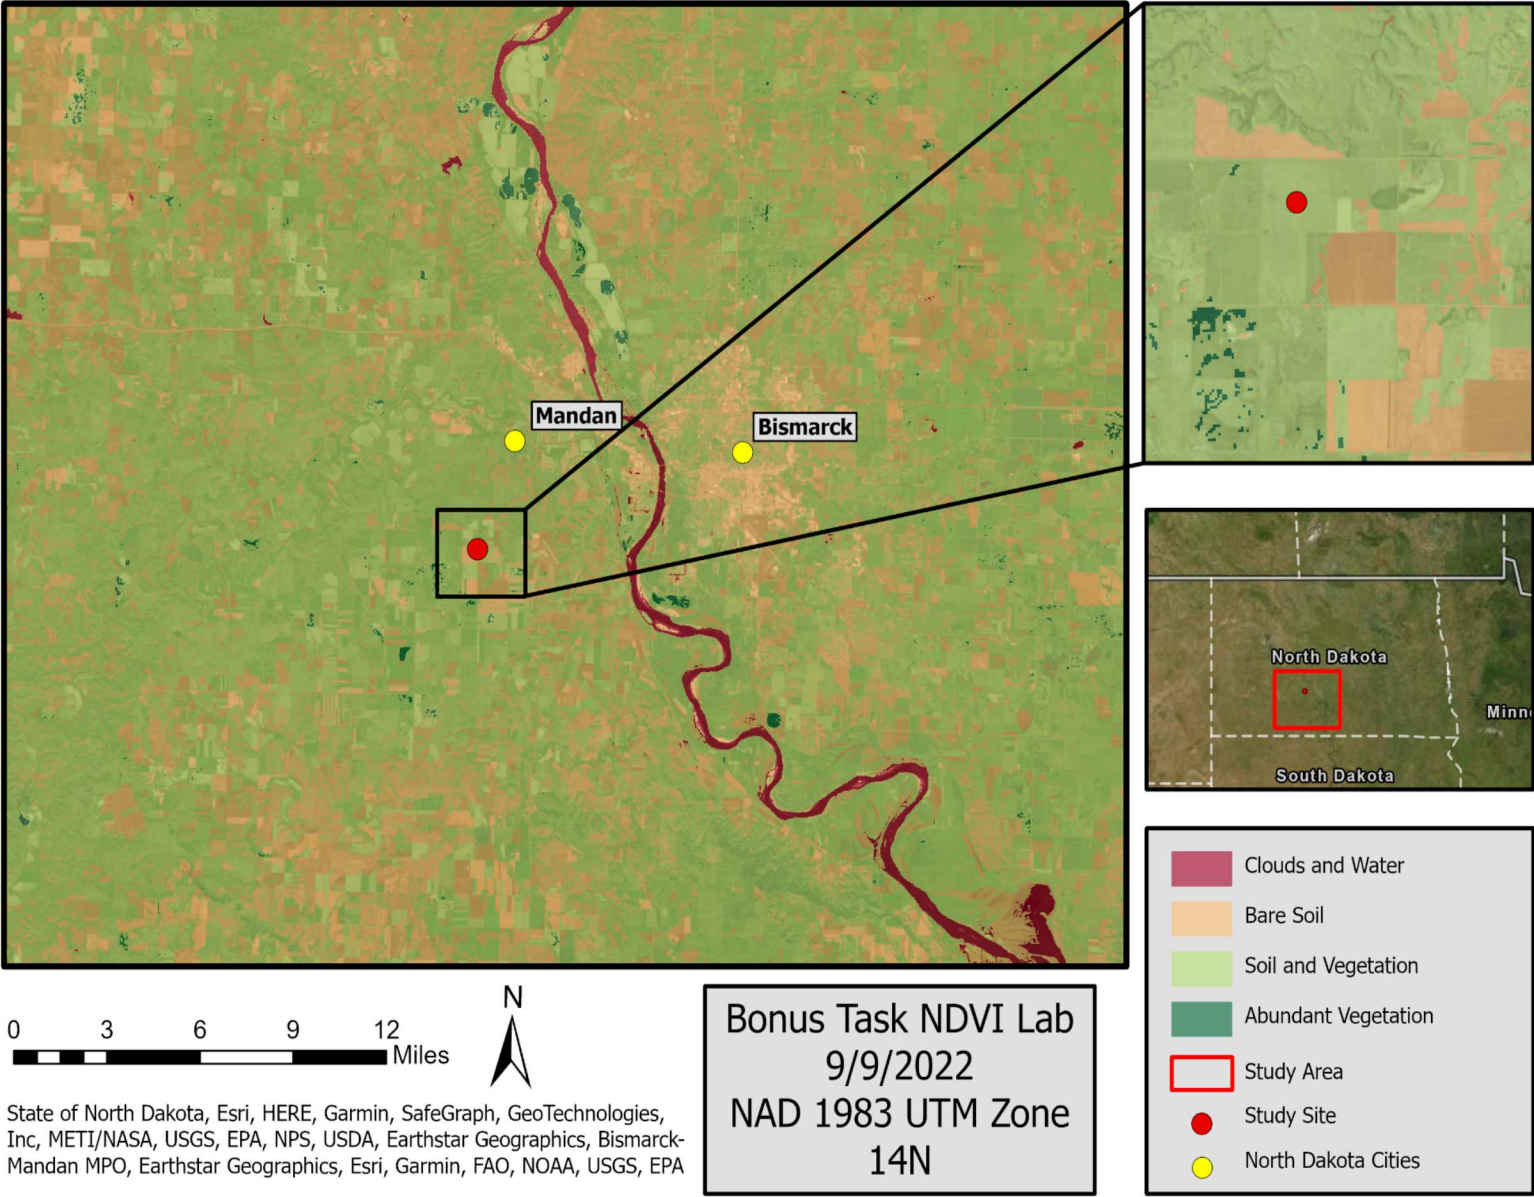 Mandan
Bismarck
North Dakota
Minn
South Dakota
Clouds and Water
Bare Soil
Soil and Vegetation
Abundant Vegetation
Study Area
Study Site
North Dakota Cities
0 3 6 9 12
Miles
N
Bonus Task NDVI Lab
9/9/2022
NAD 1983 UTM Zone
14N
State of North Dakota, Esri, HERE, Garmin, SafeGraph, GeoTechnologies,
Inc, METI/NASA, USGS, EPA, NPS, USDA, Earthstar Geographics, Bismarck-
Mandan MPO, Earthstar Geographics, Esri, Garmin, FAO, NOAA, USGS, EPA